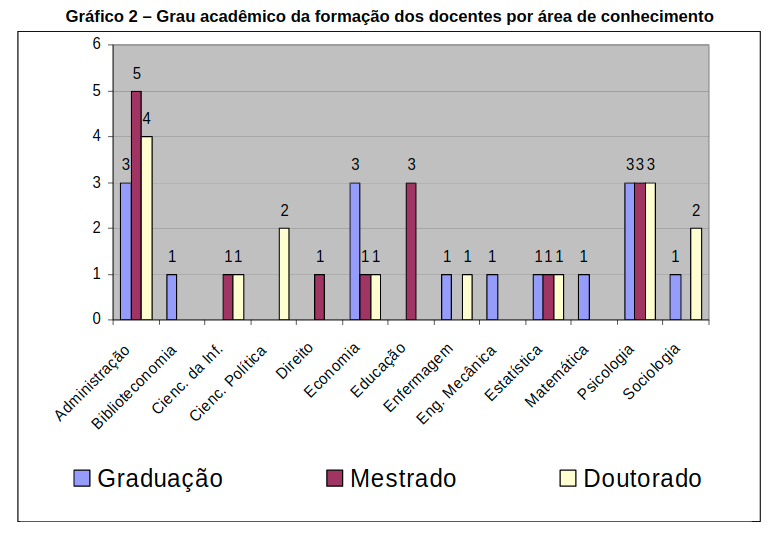 Gráfico 2 – Grau acadêmico da formação dos docentes por área de conhecimento
6
5
4
3
2
1
0
3 5 4
1
1 1
2
1
3 1 1
3
1 1
1
1 1 1
1
3 3 3
1 2
Administração
Biblioteconomia
Cienc. da Inf.
Cienc. Política
Direito
Economia
Educação
Enfermagem
Eng. Mecânica
Estatística
Matemática
Psicologia
Sociologia
Graduação Mestrado Doutorado